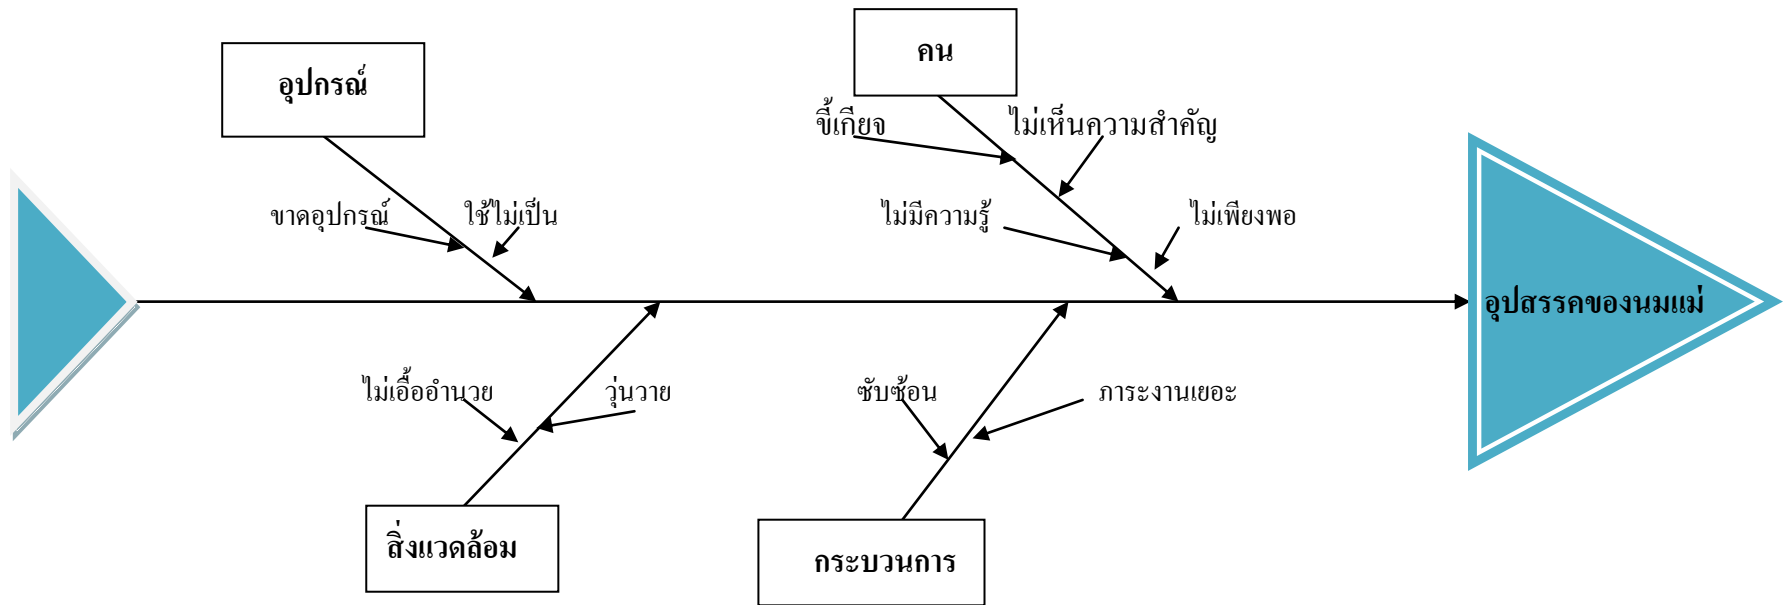 คน
อุปกรณ์
ขี้เกียจ
ไม่เห็นความสำคัญ
ขาดอุปกรณ์
ใช้ไม่เป็น
ไม่มีความรู้
ไม่เพียงพอ
อุปสรรคของนมแม่
ไม่เอื้ออำนวย
วุ่นวาย
ซับซ้อน
ภาระงานเยอะ
สิ่งแวดล้อม
กระบวนการ